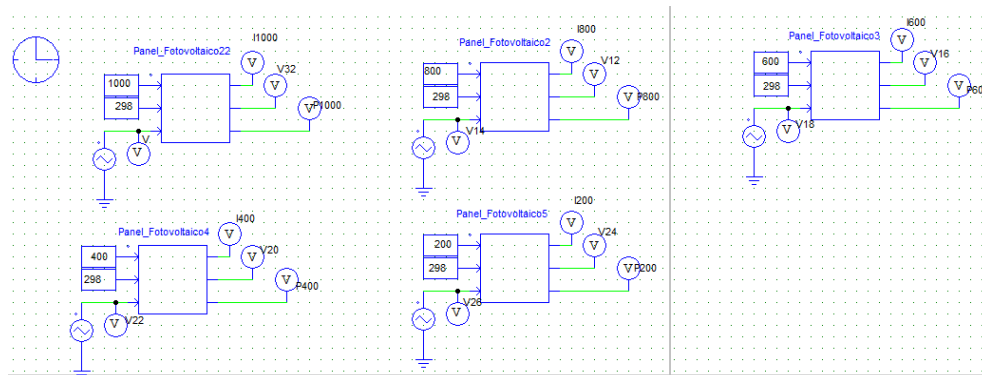 I1000
Panel_Fotovoltaico22
V32
1000
298
P1000
V
V
V
V
V
I800
Panel_Fotovoltaico2
V12
800
298
P800
V14
V
V
V
V
I600
Panel_Fotovoltaico3
V16
600
298
P60
V18
V
V
V
V
I400
Panel_Fotovoltaico4
V20
400
298
P400
V22
V
V
V
V
I200
Panel_Fotovoltaico5
V24
200
298
P200
V26
V
V
V
V